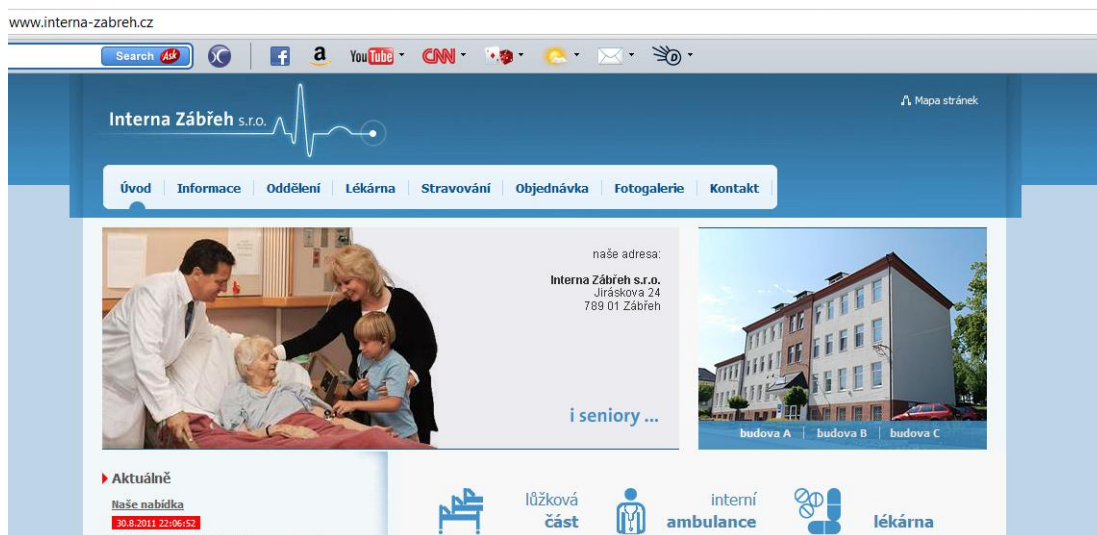 www.interna-zabreh.cz
Search Ask
f a YouTube CNN D
Interna Zábřeh s.r.o.
Mapa stránek
Úvod Informace Oddělení Lékárna Stravování Objednávka Fotogalerie Kontakt
naše adresa:
Interna Zábřeh s.r.o.
Jiráskova 24
789 01 Zábřeh
i seniory ...
budova A budova B budova C
Aktuálně
Naše nabídka
30.8.2011 22:06:52
lůžková
část
interní
ambulance
lékárna